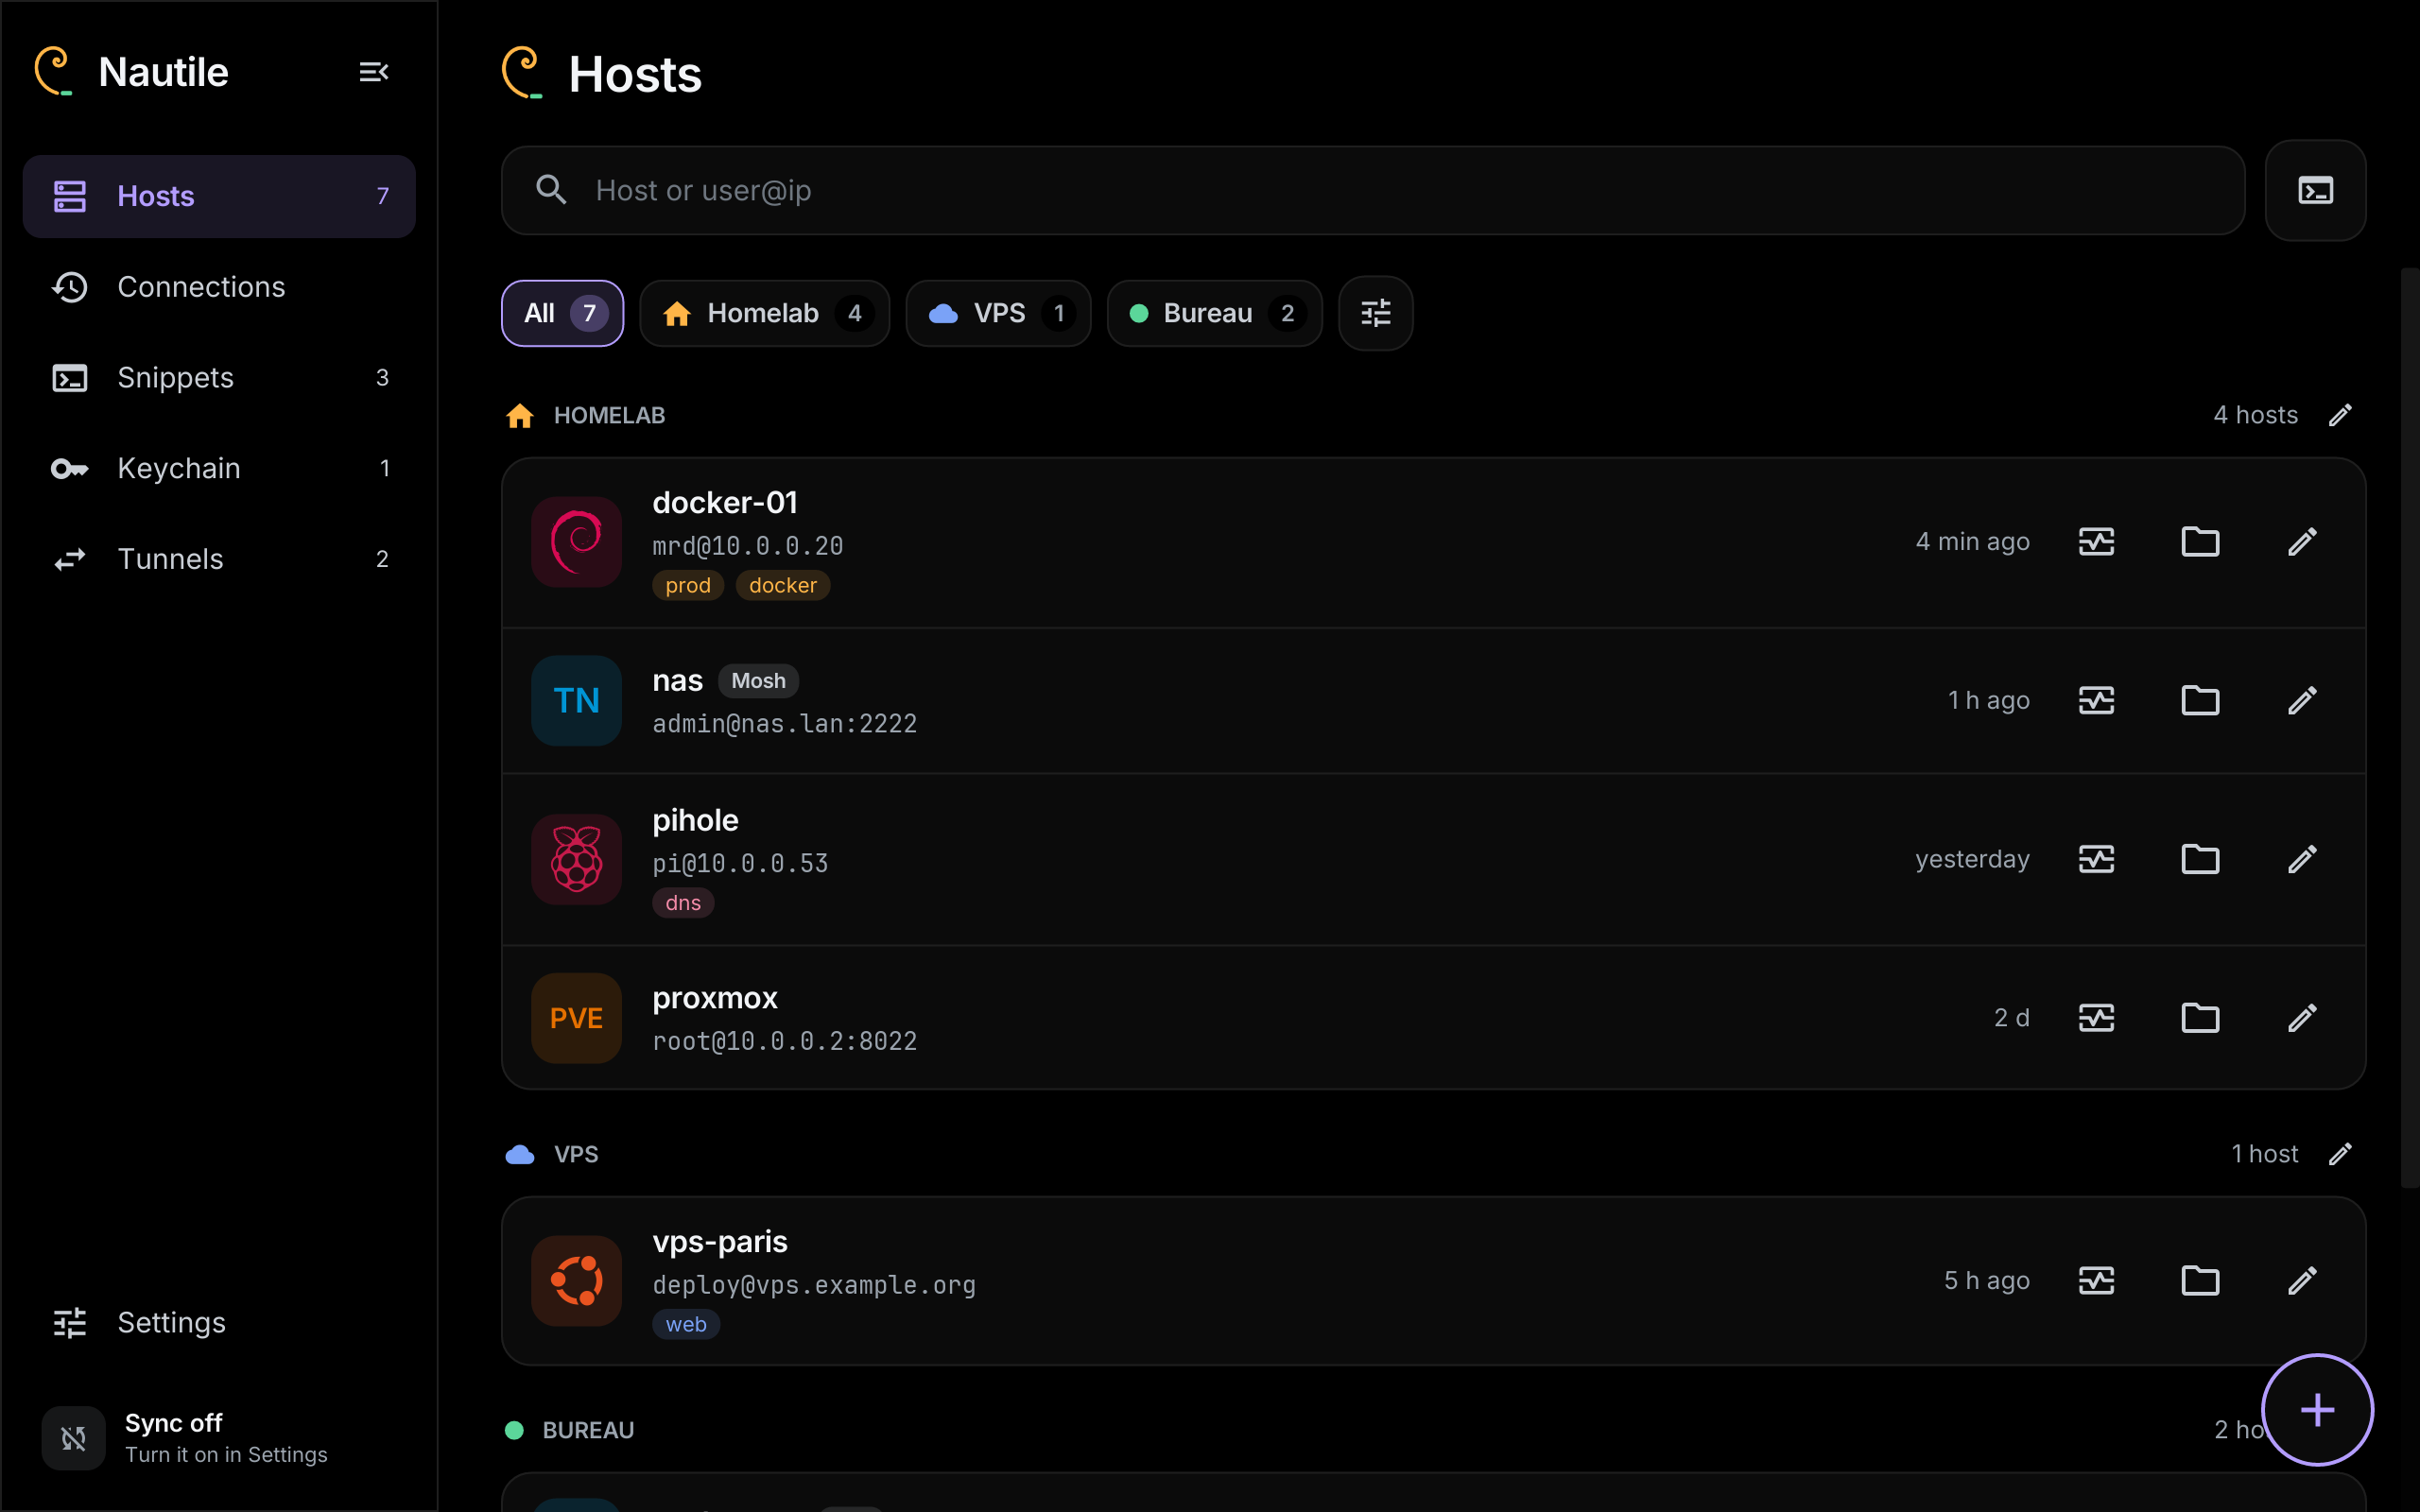 Nautile
Hosts 7
Connections
Snippets 3
Keychain 1
Tunnels 2
Settings
Sync off
Turn it on in Settings
Hosts
Host or user@ip
All 7 Homelab 4 VPS 1 Bureau 2
HOMELAB 4 hosts
docker-01
mrd@10.0.0.20
prod docker
4 min ago
TN
nas Mosh
admin@nas.lan:2222
1 h ago
pihole
pi@10.0.0.53
dns
yesterday
PVE
proxmox
root@10.0.0.2:8022
2 d
VPS 1 host
vps-paris
deploy@vps.example.org
web
5 h ago
BUREAU 2